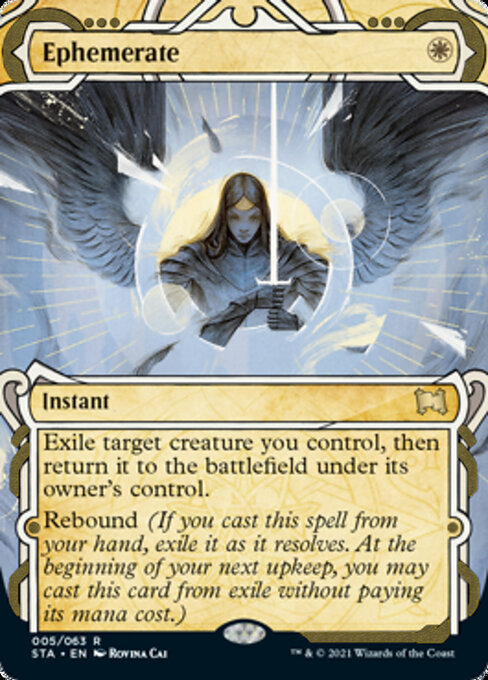 Ephemerate
Instant
Exile target creature you control, then
return it to the battlefield under its
owner's control.
Rebound (If you cast this spell from
your hand, exile it as it resolves. At the
beginning of your next upkeep, you may
cast this card from exile without paying
its mana cost.)
005/063 R
STA • EN Rovina Cai
™ & © 2021 Wizards of the Coast